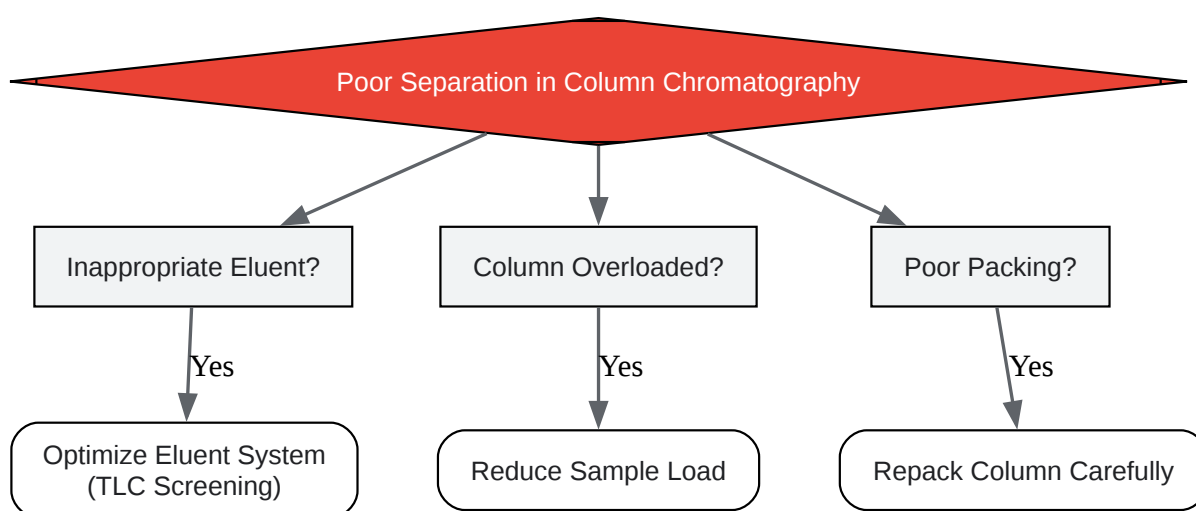 Poor Separation in Column Chromatography
Inappropriate Eluent?
Column Overloaded?
Poor Packing?
Yes
Yes
Yes
Optimize Eluent System
(TLC Screening)
Reduce Sample Load
Repack Column Carefully